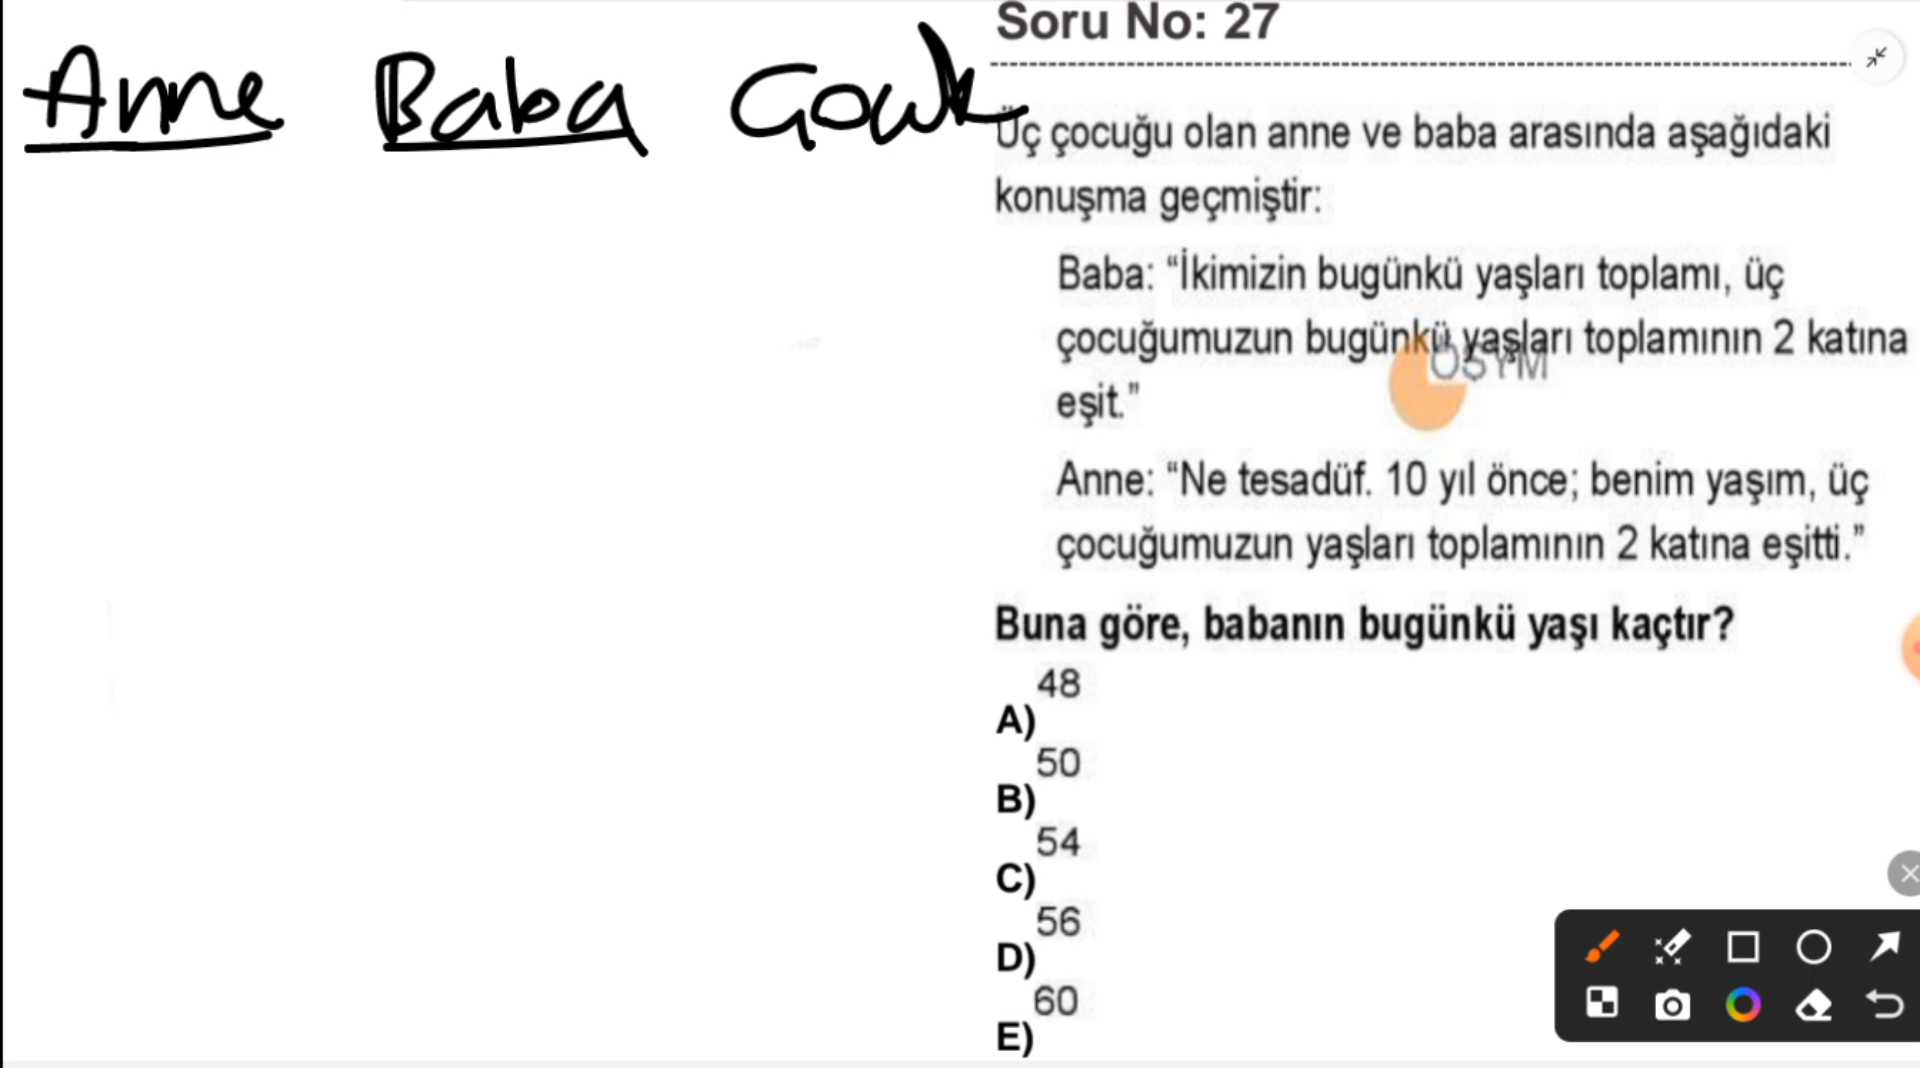 Anne Baba Çocuk
Soru No: 27
Üç çocuğu olan anne ve baba arasında aşağıdaki
konuşma geçmiştir:
Baba: “İkimizin bugünkü yaşları toplamı, üç
çocuğumuzun bugünkü yaşları toplamının 2 katına
eşit.”
ÖSYM
Anne: “Ne tesadüf. 10 yıl önce; benim yaşım, üç
çocuğumuzun yaşları toplamının 2 katına eşitti.”
Buna göre, babanın bugünkü yaşı kaçtır?
48
A)
50
B)
54
C)
56
D)
60
E)